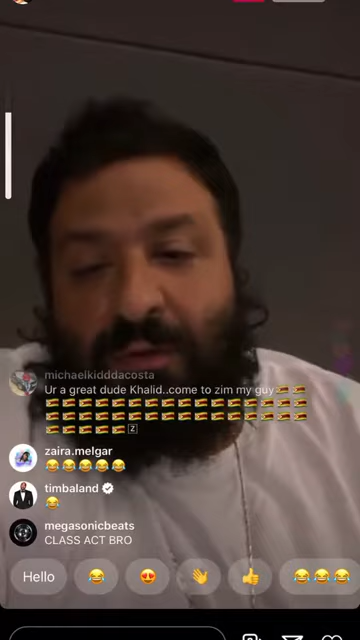 michaelkidddacosta
Ur a great dude Khalid..come to zim my guy🇿🇼🇿🇼
🇿🇼🇿🇼🇿🇼🇿🇼🇿🇼🇿🇼🇿🇼🇿🇼🇿🇼🇿🇼🇿🇼🇿🇼🇿🇼🇿🇼🇿🇼🇿🇼
🇿🇼🇿🇼🇿🇼🇿🇼🇿🇼🇿🇼🇿🇼🇿🇼🇿🇼🇿🇼🇿🇼🇿🇼🇿🇼🇿🇼🇿🇼🇿🇼
🇿🇼🇿🇼🇿🇼🇿🇼🇿🇼🇿
zaira.melgar
😂😂😂😂😂
timbaland
😂
megasonicbeats
CLASS ACT BRO
Hello 😂 😍 👋 👍 😂😂😂